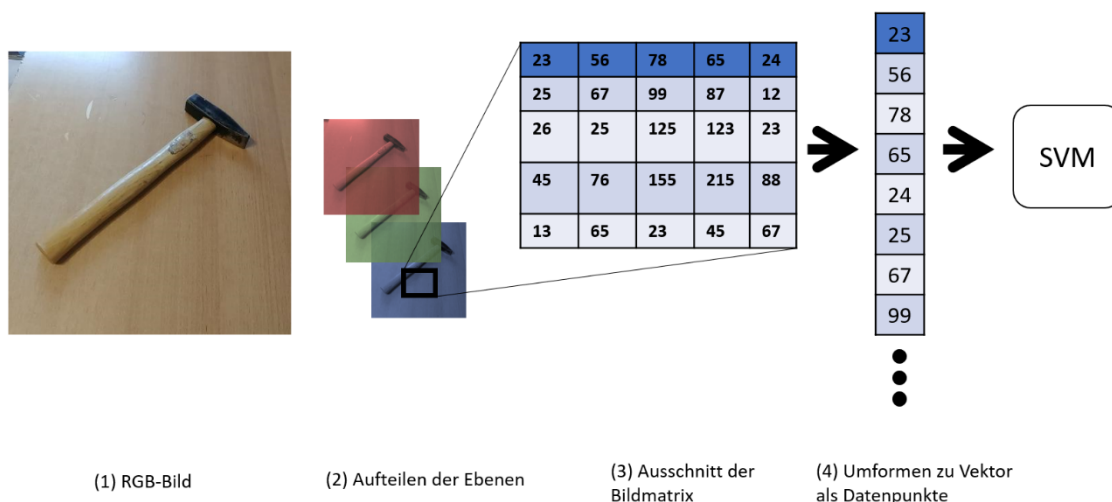 23 56 78 65 24
25 67 99 87 12
26 25 125 123 23
45 76 155 215 88
13 65 23 45 67
23
56
78
65
24
25
67
99
SVM
(1) RGB-Bild
(2) Aufteilen der Ebenen
(3) Ausschnitt der
Bildmatrix
(4) Umformen zu Vektor
als Datenpunkte